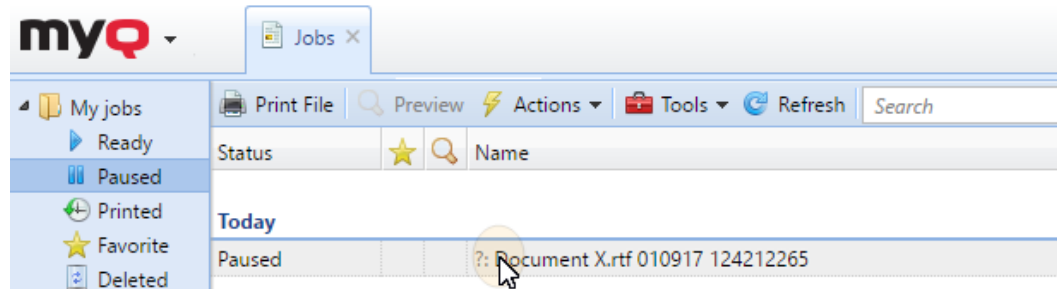 myQ
Jobs
My jobs
Ready
Paused
Printed
Favorite
Deleted
Print File Preview Actions Tools Refresh Search
Status Name
Today
Paused ?: Document X.rtf 010917 124212265